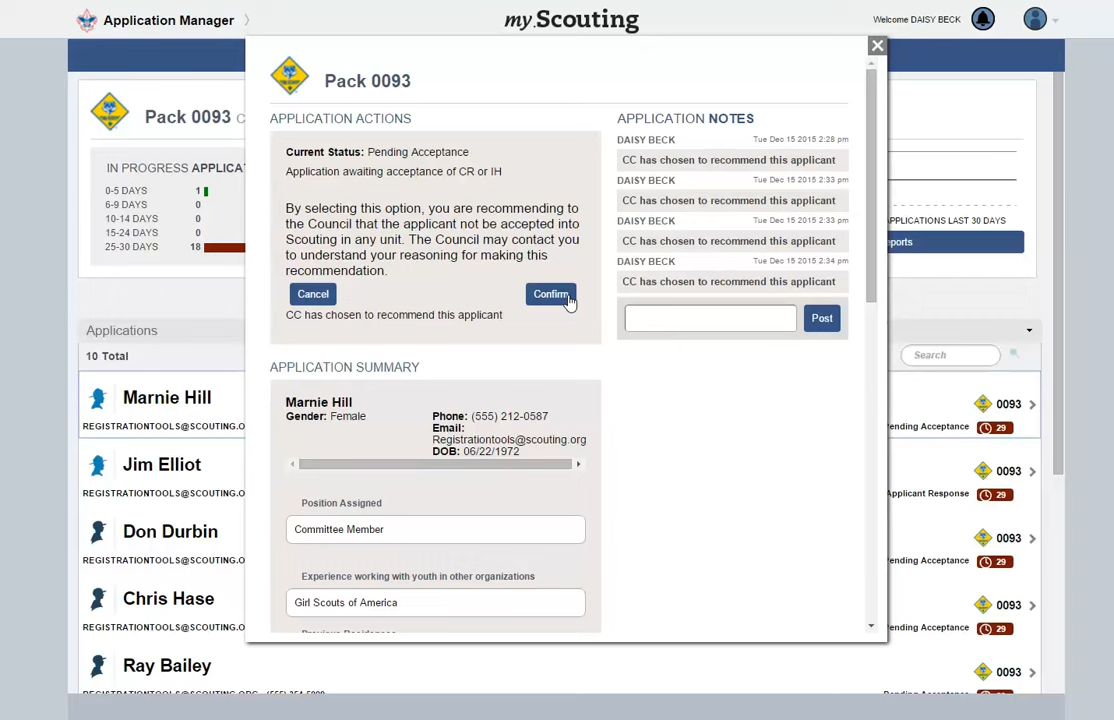 Application Manager
my.Scouting
Welcome DAISY BECK
Pack 0093
IN PROGRESS APPLICA
0-5 DAYS 1
6-9 DAYS 0
10-14 DAYS 0
15-24 DAYS 0
25-30 DAYS 18
Pack 0093
APPLICATION ACTIONS
Current Status: Pending Acceptance
Application awaiting acceptance of CR or IH
By selecting this option, you are recommending to
the Council that the applicant not be accepted into
Scouting in any unit. The Council may contact you
to understand your reasoning for making this
recommendation.
Cancel
Confirm
CC has chosen to recommend this applicant
APPLICATION NOTES
DAISY BECK Tue Dec 15 2015 2:28 pm
CC has chosen to recommend this applicant
DAISY BECK Tue Dec 15 2015 2:33 pm
CC has chosen to recommend this applicant
DAISY BECK Tue Dec 15 2015 2:33 pm
CC has chosen to recommend this applicant
DAISY BECK Tue Dec 15 2015 2:34 pm
CC has chosen to recommend this applicant
Post
APPLICATION SUMMARY
Marnie Hill
Gender: Female
Phone: (555) 212-0587
Email:
Registrationtools@scouting.org
DOB: 06/22/1972
Position Assigned
Committee Member
Experience working with youth in other organizations
Girl Scouts of America
PPLICATIONS LAST 30 DAYS
eports
Applications
10 Total
Search
Marnie Hill
REGISTRATIONTOOLS@SCOUTING.O
0093
ending Acceptance 29
Jim Elliot
REGISTRATIONTOOLS@SCOUTING.O
0093
Applicant Response 29
Don Durbin
REGISTRATIONTOOLS@SCOUTING.O
0093
ending Acceptance 29
Chris Hase
REGISTRATIONTOOLS@SCOUTING.O
0093
ending Acceptance 29
Ray Bailey
0093